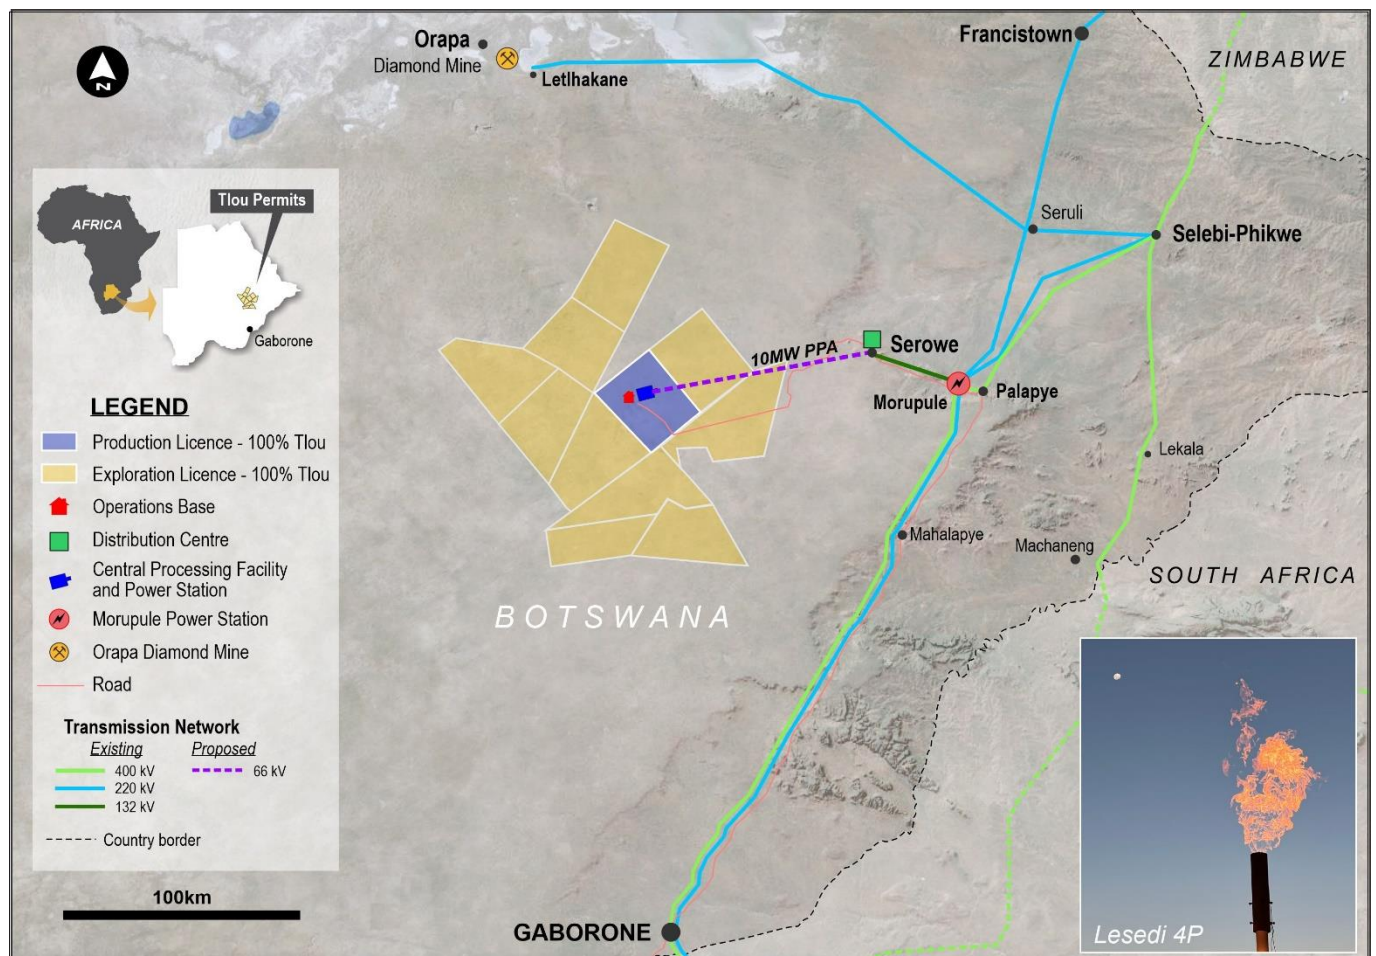 Orapa
Diamond Mine
Letlhakane
Francistown
ZIMBABWE
N
Tlou Permits
AFRICA
Gaborone
Seruli
Selebi-Phikwe
10MW PPA
Serowe
Morupule
Palapye
Lekala
Mahalapye
Machaneng
SOUTH AFRICA
BOTSWANA
GABORONE
LEGEND
Production Licence - 100% Tlou
Exploration Licence - 100% Tlou
Operations Base
Distribution Centre
Central Processing Facility
and Power Station
Morupule Power Station
Orapa Diamond Mine
Road
Transmission Network
Existing Proposed
400 kV 66 kV
220 kV
132 kV
Country border
100km
Lesedi 4P